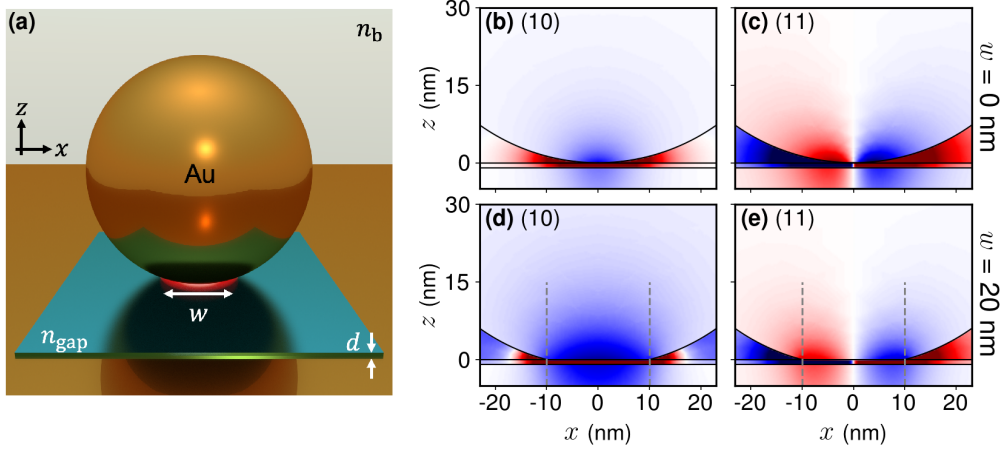 (a)
n_b
z
x
Au
w
n_gap
d
(b) (10)
(c) (11)
30
15
0
z (nm)
w = 0 nm
(d) (10)
(e) (11)
30
15
0
z (nm)
w = 20 nm
-20 -10 0 10 20
-20 -10 0 10 20
x (nm)
x (nm)